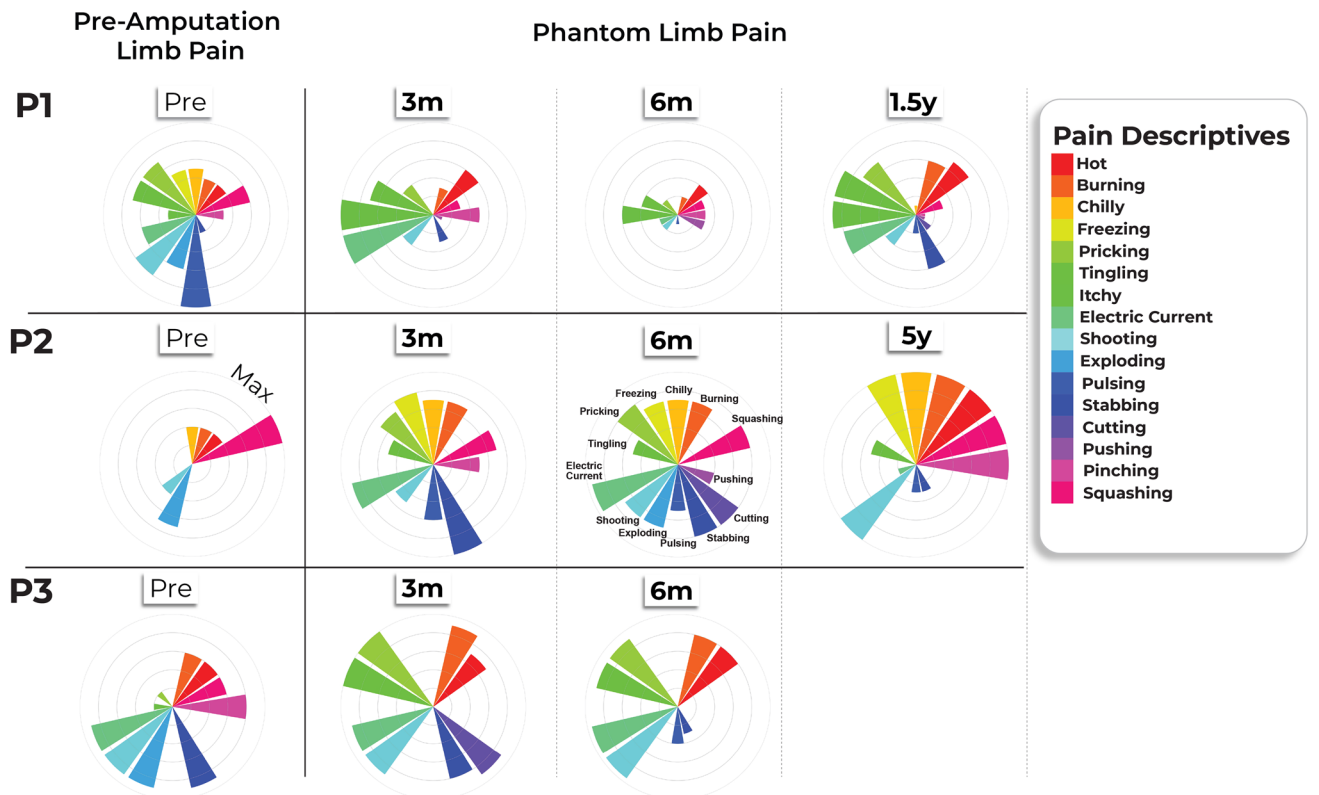 Pre-Amputation
Limb Pain
Phantom Limb Pain
P1
Pre
3m
6m
1.5y
P2
Pre
3m
6m
5y
Max
Freezing
Chilly
Burning
Pricking
Squashing
Tingling
Electric
Current
Pushing
Shooting
Cutting
Exploding
Stabbing
Pulsing
P3
Pre
3m
6m
Pain Descriptives
Hot
Burning
Chilly
Freezing
Pricking
Tingling
Itchy
Electric Current
Shooting
Exploding
Pulsing
Stabbing
Cutting
Pushing
Pinching
Squashing